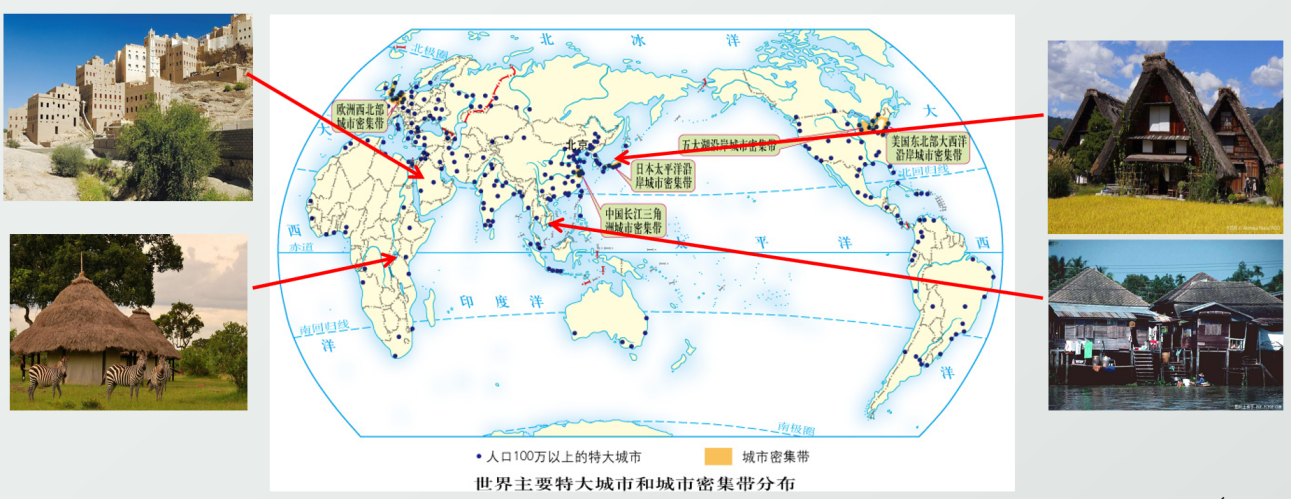 北冰洋
北极圈
大
西
洋
欧洲西北部
城市密集带
北京
五大湖沿岸城市密集带
美国东北部大西洋
沿岸城市密集带
大
日本太平洋沿
岸城市密集带
北回归线
中国长江三角
洲城市密集带
赤道
太平洋
西
印度洋
南回归线
洋
南极圈
人口100万以上的特大城市
城市密集带
世界主要特大城市和城市密集带分布